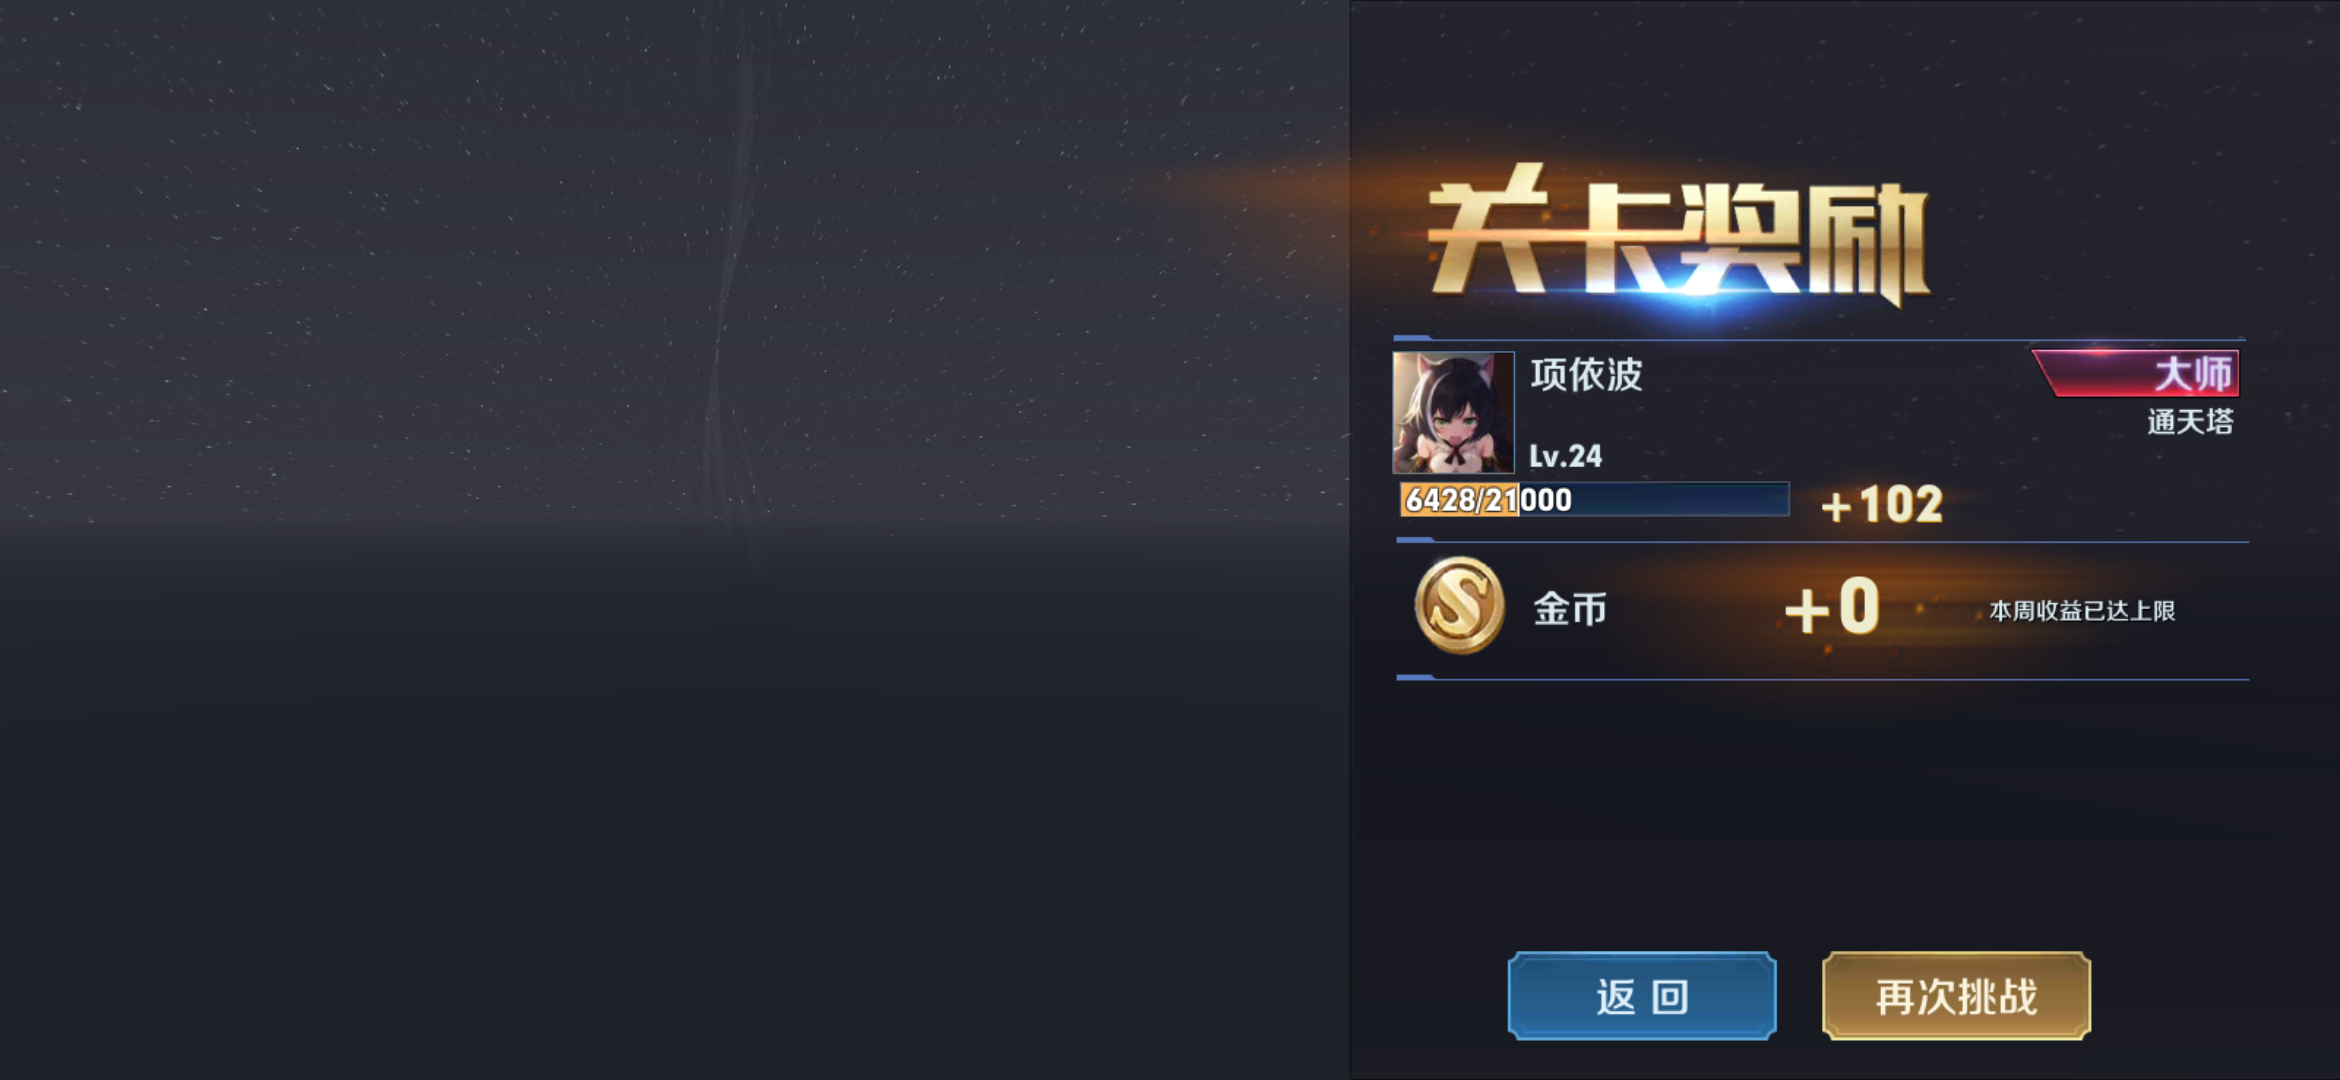 关卡奖励
项依波
大师
通天塔
Lv.24
6428/21000
+102
金币
+0
本周收益已达上限
返回
再次挑战